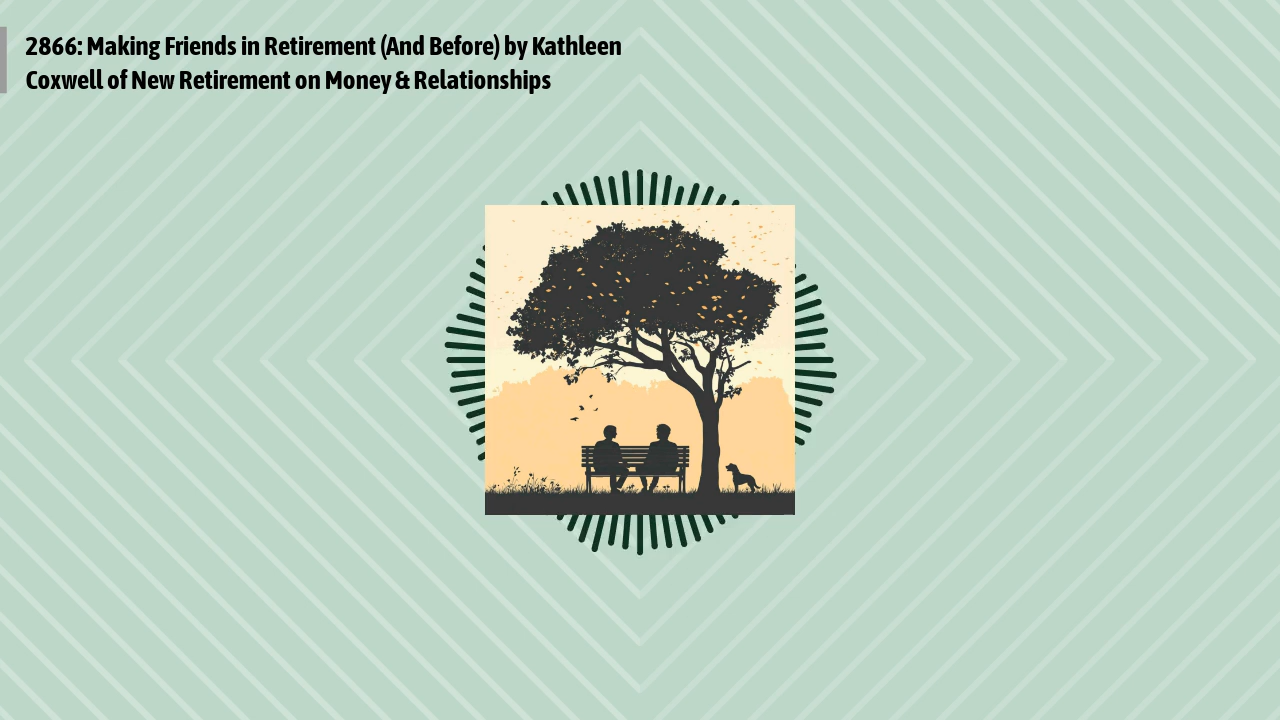 2866: Making Friends in Retirement (And Before) by Kathleen
Coxwell of New Retirement on Money & Relationships